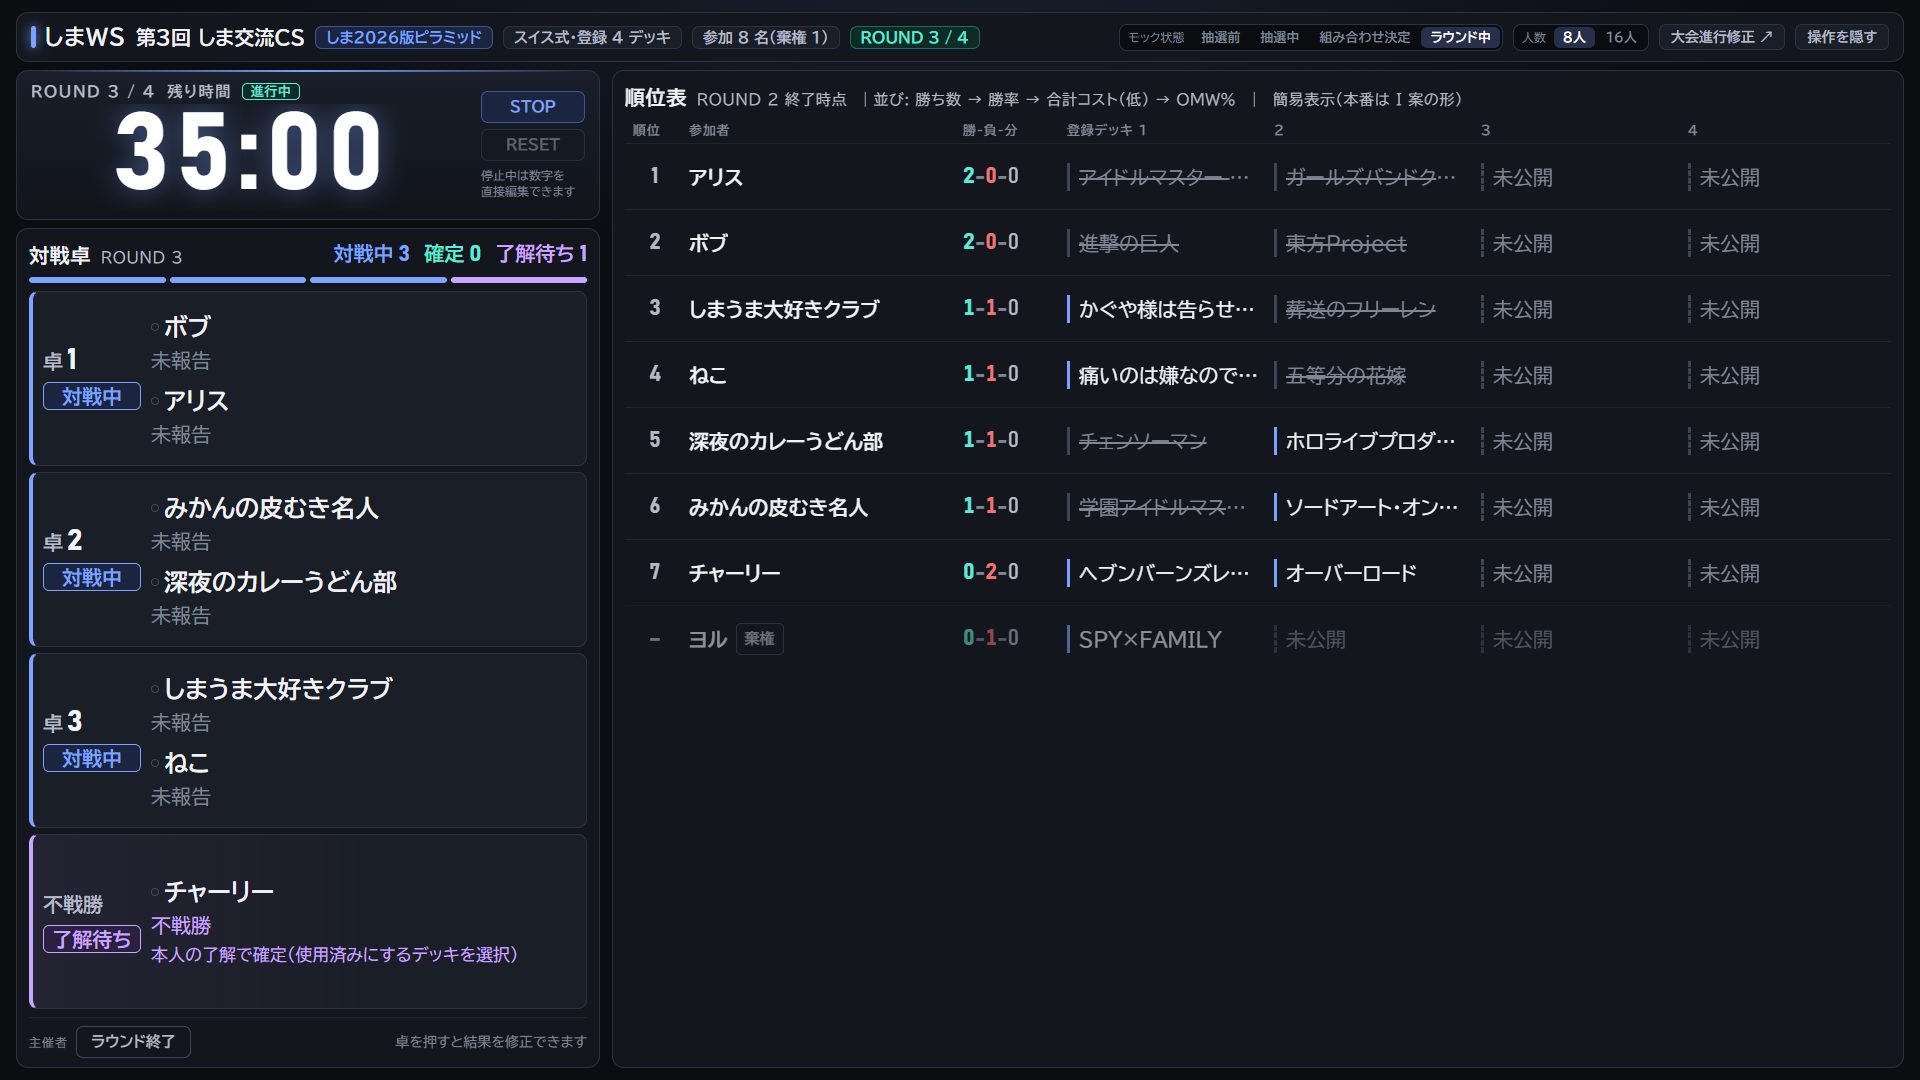 しまWS 第3回 しま交流CS しま2026版ピラミッド スイス式・登録 4 デッキ 参加 8 名(棄権 1) ROUND 3 / 4 モック状態 抽選前 抽選中 組み合わせ決定 ラウンド中 人数 8人 16人 大会進行修正 ↗ 操作を隠す
ROUND 3 / 4 残り時間 進行中
35:00
STOP
RESET
停止中は数字を
直接編集できます
対戦卓 ROUND 3 対戦中 3 確定 0 了解待ち 1
卓 1
対戦中
ボブ
未報告
アリス
未報告
卓 2
対戦中
みかんの皮むき名人
未報告
深夜のカレーうどん部
未報告
卓 3
対戦中
しまうま大好きクラブ
未報告
ねこ
未報告
不戦勝
了解待ち
チャーリー
不戦勝
本人の了解で確定(使用済みにするデッキを選択)
主催者 ラウンド終了 卓を押すと結果を修正できます
順位表 ROUND 2 終了時点 | 並び: 勝ち数 → 勝率 → 合計コスト(低) → OMW% | 簡易表示(本番は I 案の形)
順位 参加者 勝-負-分 登録デッキ 1 2 3 4
1 アリス 2-0-0 アイドルマスター… ガールズバンドク… 未公開 未公開
2 ボブ 2-0-0 進撃の巨人 東方Project 未公開 未公開
3 しまうま大好きクラブ 1-1-0 かぐや様は告らせ… 葬送のフリーレン 未公開 未公開
4 ねこ 1-1-0 痛いのは嫌なので… 五等分の花嫁 未公開 未公開
5 深夜のカレーうどん部 1-1-0 チェンソーマン ホロライブプロダ… 未公開 未公開
6 みかんの皮むき名人 1-1-0 学園アイドルマス… ソードアート・オン… 未公開 未公開
7 チャーリー 0-2-0 ヘブンバーンズレ… オーバーロード 未公開 未公開
– ヨル 棄権 0-1-0 SPY×FAMILY 未公開 未公開 未公開